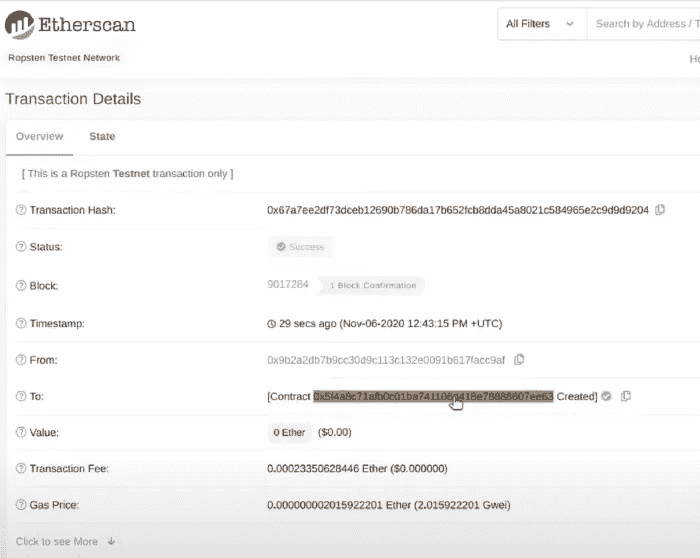 Etherscan
All Filters
Search by Address / T
Ropsten Testnet Network
Ho
Transaction Details
Overview State
[ This is a Ropsten Testnet transaction only ]
Transaction Hash: 0x67a7ee2df73dceb12690b786da17b652fcb8dda45a8021c584965e2c9d9d9204
Status: Success
Block: 9017284 1 Block Confirmation
Timestamp: 29 secs ago (Nov-06-2020 12:43:15 PM +UTC)
From: 0x9b2a2db7b9cc30d9c113c132e0091b617facc9af
To: [Contract Created]
Value: 0 Ether ($0.00)
Transaction Fee: 0.00023350628446 Ether ($0.000000)
Gas Price: 0.000000002015922201 Ether (2.015922201 Gwei)
Click to see More